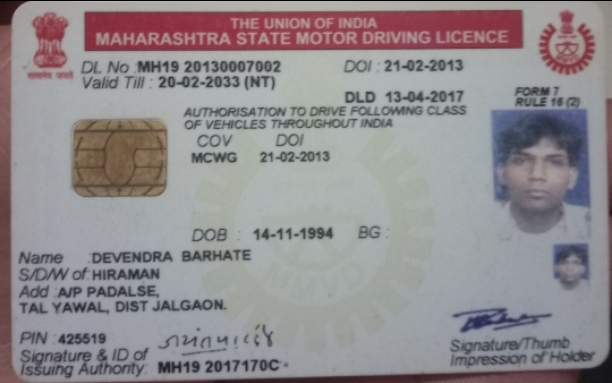 THE UNION OF INDIA
MAHARASHTRA STATE MOTOR DRIVING LICENCE
सत्यमेव जयते
DL No : MH19 20130007002 DOI : 21-02-2013
Valid Till : 20-02-2033 (NT)
DLD 13-04-2017
FORM 7
RULE 16 (2)
AUTHORISATION TO DRIVE FOLLOWING CLASS
OF VEHICLES THROUGHOUT INDIA
COV DOI
MCWG 21-02-2013
DOB : 14-11-1994 BG :
Name : DEVENDRA BARHATE
S/D/W of : HIRAMAN
Add : A/P PADALSE,
TAL YAWAL, DIST JALGAON.
PIN : 425519
Signature & ID of
Issuing Authority: MH19 2017170C
Signature/Thumb
Impression of Holder